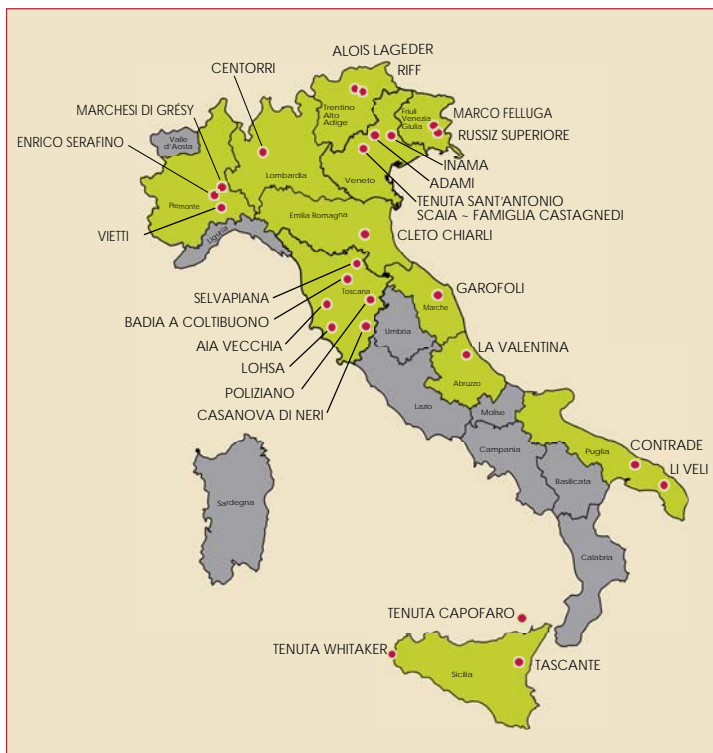 ALOIS LAGEDER
RIFF
CENTORRI
MARCHESI DI GRÉSY
ENRICO SERAFINO
VIETTI
MARCO FELLUGA
RUSSIZ SUPERIORE
INAMA
ADAMI
TENUTA SANT'ANTONIO
SCAIA ~ FAMIGLIA CASTAGNEDI
CLETO CHIARLI
SELVAPIANA
BADIA A COLTIBUONO
AIA VECCHIA
LOHSA
POLIZIANO
CASANOVA DI NERI
GAROFOLI
LA VALENTINA
CONTRADE
LI VELI
TENUTA CAPOFARO
TENUTA WHITAKER
TASCANTE
Valle
d'Aosta
Piemonte
Lombardia
Trentino
Alto
Adige
Friuli
Venezia
Giulia
Veneto
Emilia Romagna
Liguria
Toscana
Marche
Umbria
Lazio
Abruzzo
Molise
Campania
Puglia
Basilicata
Calabria
Sardegna
Sicilia